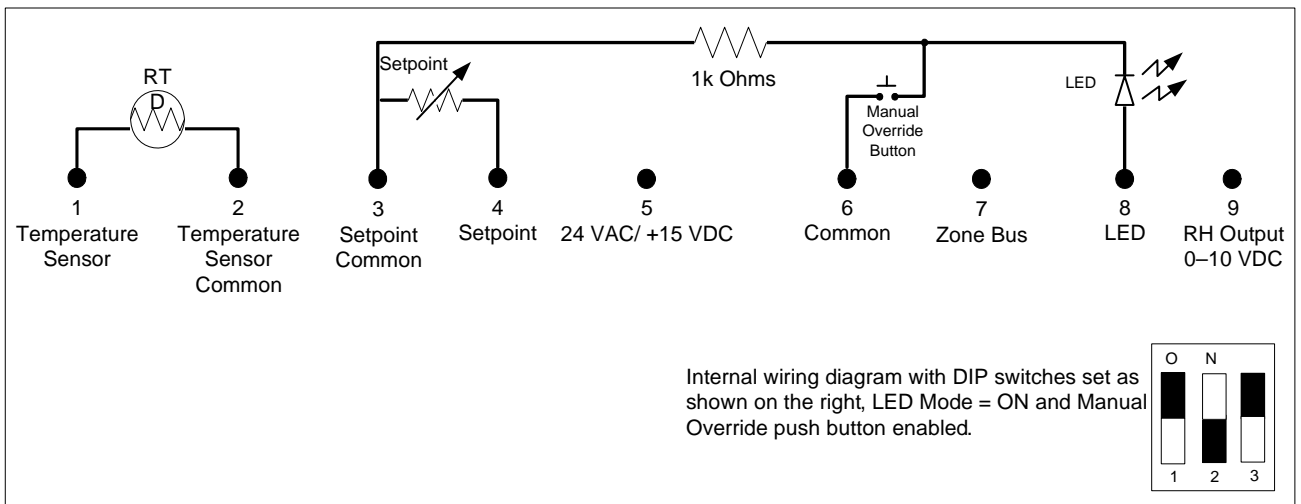 RT
D
Setpoint
1k Ohms
Manual
Override
Button
LED
1
Temperature
Sensor
2
Temperature
Sensor
Common
3
Setpoint
Common
4
Setpoint
5
24 VAC/ +15 VDC
6
Common
7
Zone Bus
8
LED
9
RH Output
0–10 VDC
Internal wiring diagram with DIP switches set as
shown on the right, LED Mode = ON and Manual
Override push button enabled.
O N
1 2 3